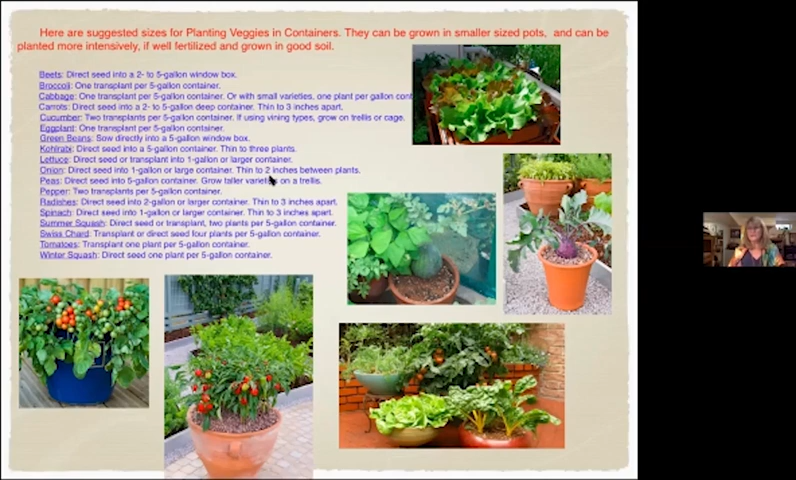 Here are suggested sizes for Planting Veggies in Containers. They can be grown in smaller sized pots, and can be
planted more intensively, if well fertilized and grown in good soil.
Beets: Direct seed into a 2- to 5-gallon window box.
Broccoli: One transplant per 5-gallon container.
Cabbage: One transplant per 5-gallon container. Or with small varieties, one plant per gallon cont
Carrots: Direct seed into a 2- to 5-gallon deep container. Thin to 3 inches apart.
Cucumber: Two transplants per 5-gallon container. If using vining types, grow on trellis or cage.
Eggplant: One transplant per 5-gallon container.
Green Beans: Sow directly into a 5-gallon window box.
Kohlrabi: Direct seed into a 5-gallon container. Thin to three plants.
Lettuce: Direct seed or transplant into 1-gallon or larger container.
Onion: Direct seed into 1-gallon or large container. Thin to 2 inches between plants.
Peas: Direct seed into 5-gallon container. Grow taller varieties on a trellis.
Pepper: Two transplants per 5-gallon container.
Radishes: Direct seed into 2-gallon or larger container. Thin to 3 inches apart.
Spinach: Direct seed into 1-gallon or larger container. Thin to 3 inches apart.
Summer Squash: Direct seed or transplant, two plants per 5-gallon container.
Swiss Chard: Transplant or direct seed four plants per 5-gallon container.
Tomatoes: Transplant one plant per 5-gallon container.
Winter Squash: Direct seed one plant per 5-gallon container.